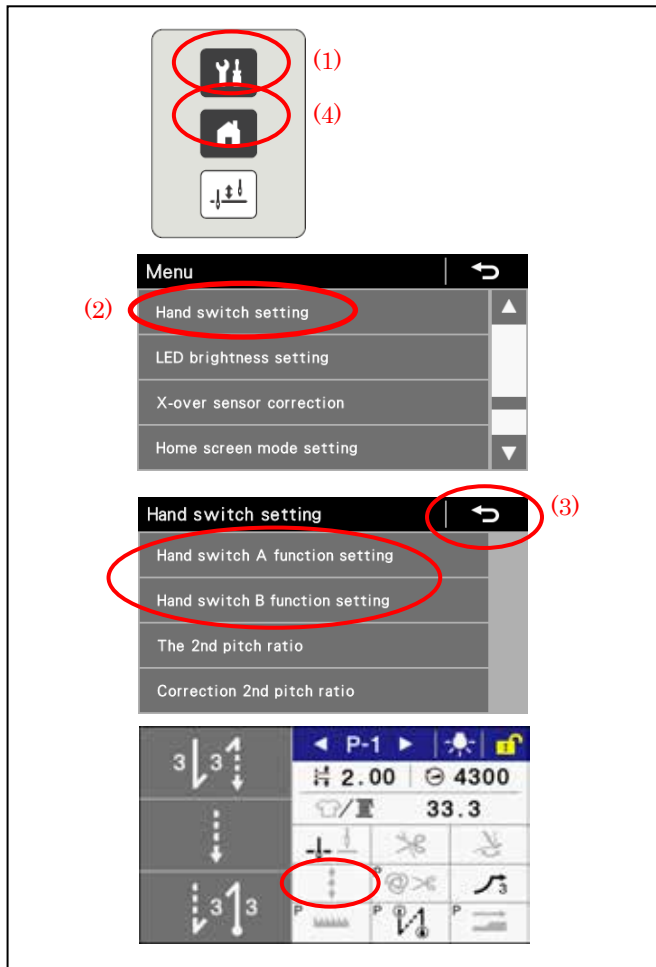 (1)
(4)
Menu
(2)
Hand switch setting
LED brightness setting
X-over sensor correction
Home screen mode setting
Hand switch setting
(3)
Hand switch A function setting
Hand switch B function setting
The 2nd pitch ratio
Correction 2nd pitch ratio
3 3
P-1
2.00 4300
/ 33.3
P
3
3 3
P P P